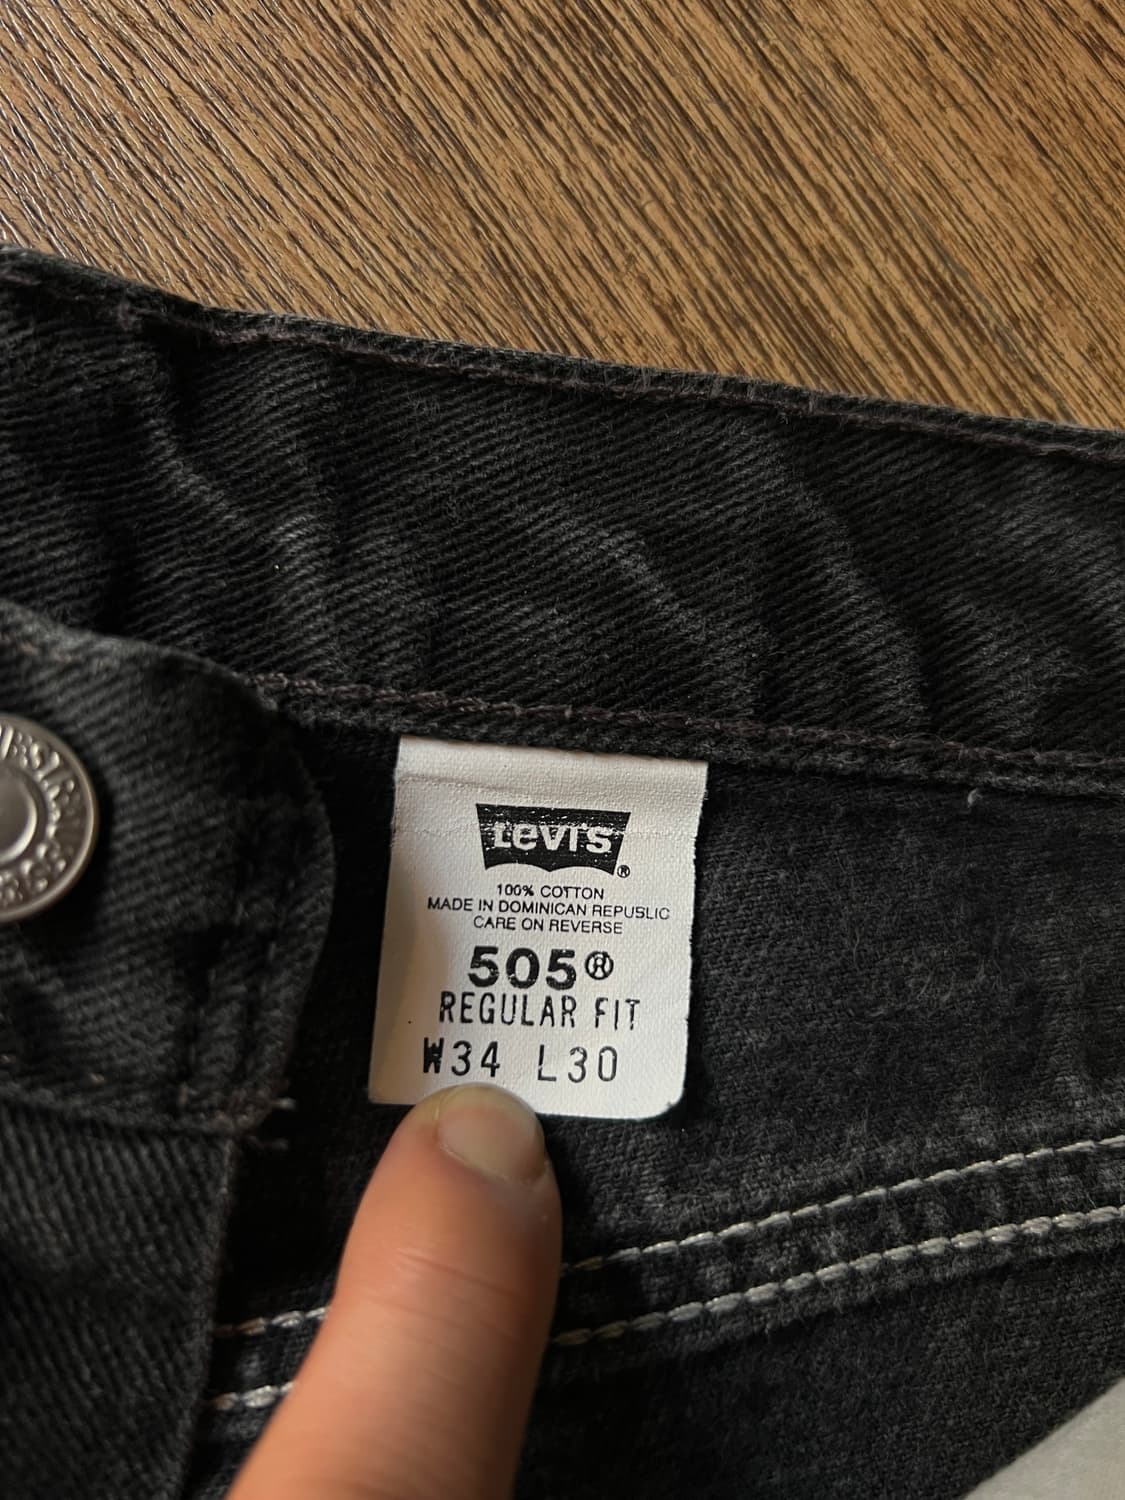 Levi's®
100% COTTON
MADE IN DOMINICAN REPUBLIC
CARE ON REVERSE
505®
REGULAR FIT
W34 L30